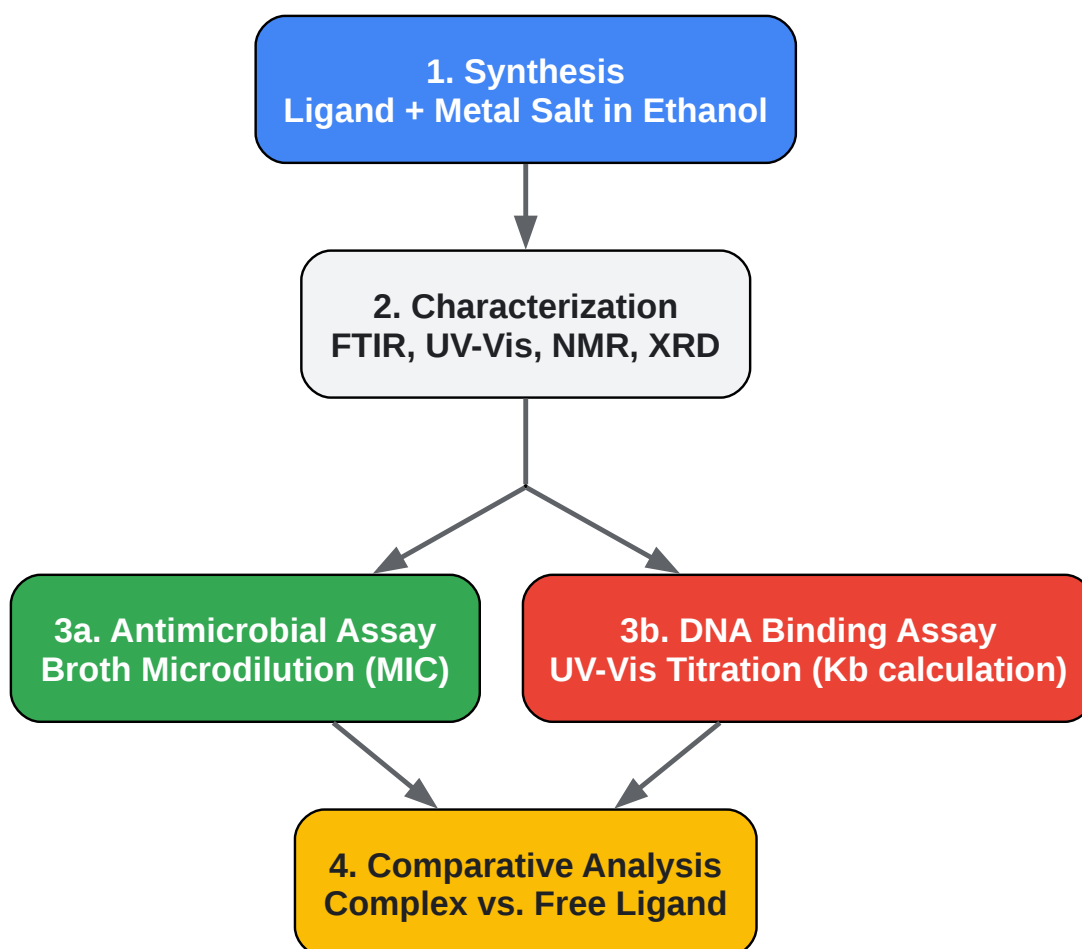 1. Synthesis
Ligand + Metal Salt in Ethanol
2. Characterization
FTIR, UV-Vis, NMR, XRD
3a. Antimicrobial Assay
Broth Microdilution (MIC)
3b. DNA Binding Assay
UV-Vis Titration (Kb calculation)
4. Comparative Analysis
Complex vs. Free Ligand